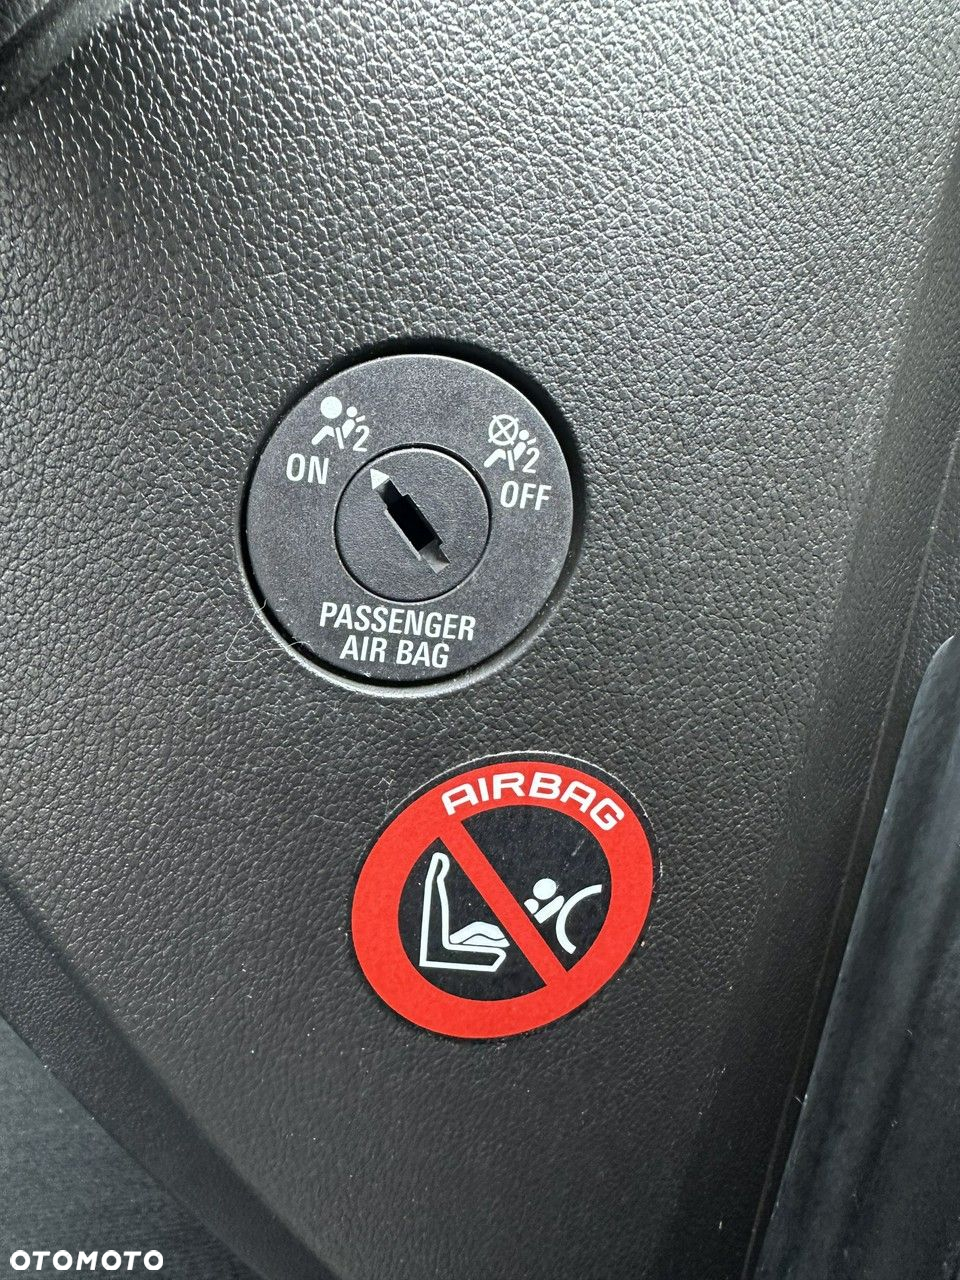 2
ON
2
OFF
PASSENGER
AIR BAG
AIRBAG
OTOMOTO